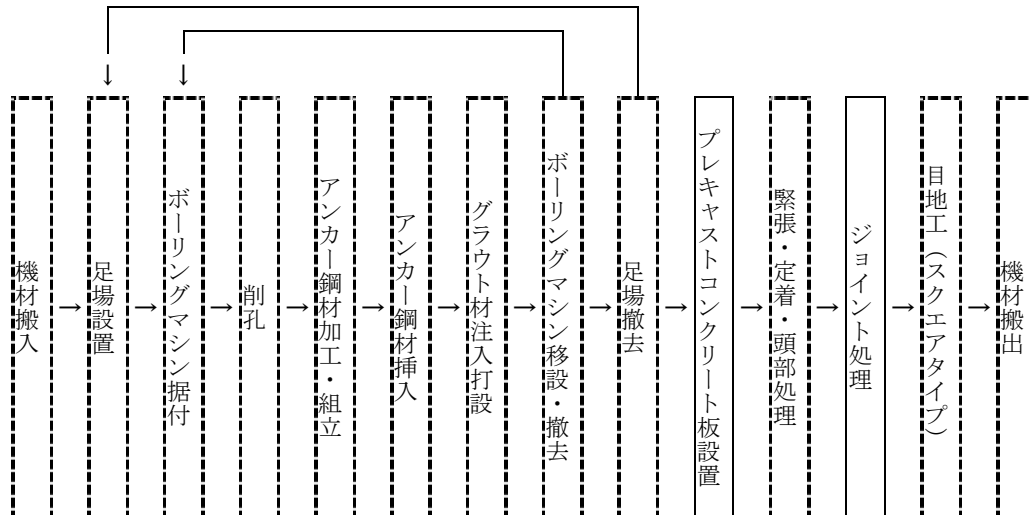 機材搬入
足場設置
ボーリングマシン据付
削孔
アンカー鋼材加工・組立
アンカー鋼材挿入
グラウト材注入打設
ボーリングマシン移設・撤去
足場撤去
プレキャストコンクリート板設置
緊張・定着・頭部処理
ジョイント処理
目地工（スクエアタイプ）
機材搬出